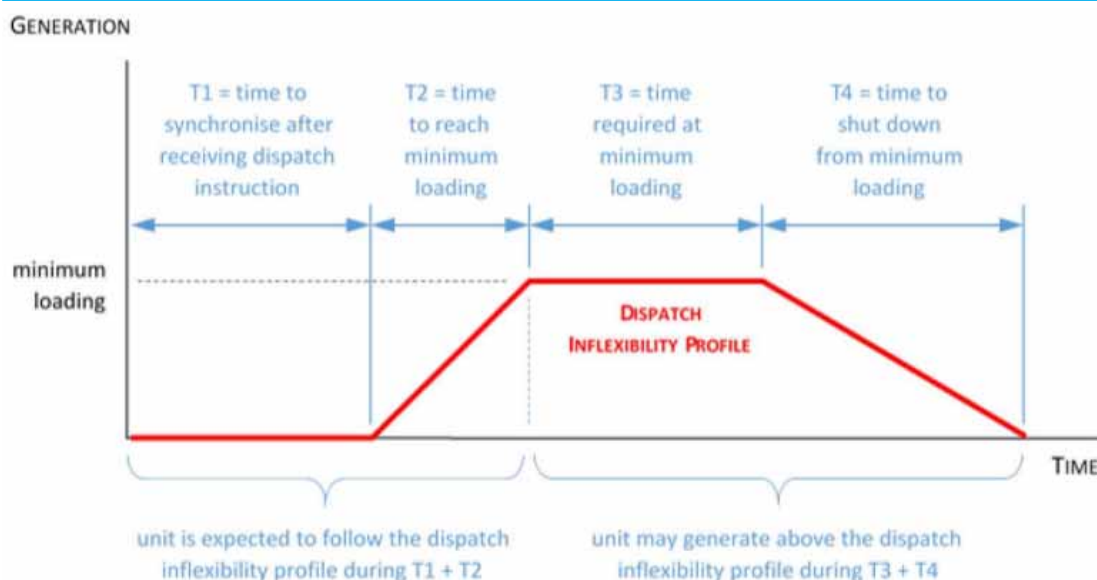 GENERATION
T1 = time to
synchronise after
receiving dispatch
instruction
T2 = time
to reach
minimum
loading
T3 = time
required at
minimum
loading
T4 = time to
shut down
from minimum
loading
minimum
loading
DISPATCH
INFLEXIBILITY PROFILE
TIME
unit is expected to follow the dispatch
inflexibility profile during T1 + T2
unit may generate above the dispatch
inflexibility profile during T3 + T4